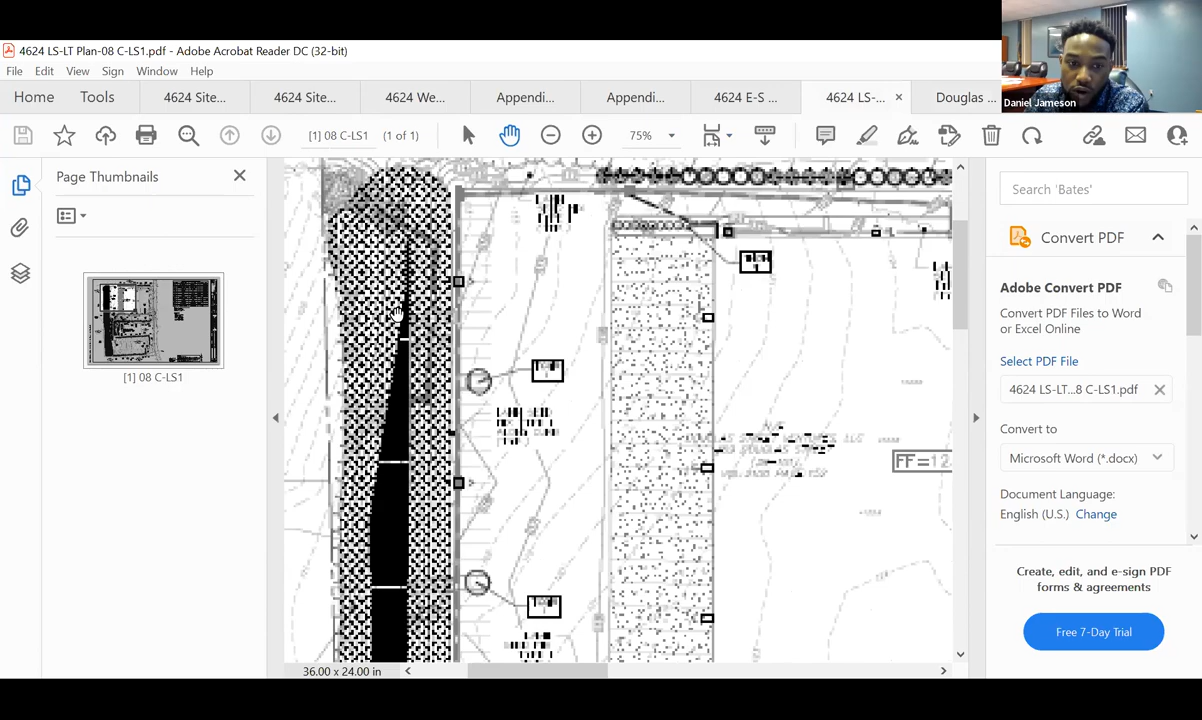 4624 LS-LT Plan-08 C-LS1.pdf - Adobe Acrobat Reader DC (32-bit)
File Edit View Sign Window Help
Home Tools 4624 Site... 4624 Site... 4624 We... Appendi... Appendi... 4624 E-S ... 4624 LS-... Douglas ...
Daniel Jameson
[1] 08 C-LS1 (1 of 1) 75%
Page Thumbnails
[1] 08 C-LS1
FF=12
36.00 x 24.00 in
Search 'Bates'
Convert PDF
Adobe Convert PDF
Convert PDF Files to Word
or Excel Online
Select PDF File
4624 LS-LT...8 C-LS1.pdf
Convert to
Microsoft Word (*.docx)
Document Language:
English (U.S.) Change
Create, edit, and e-sign PDF
forms & agreements
Free 7-Day Trial